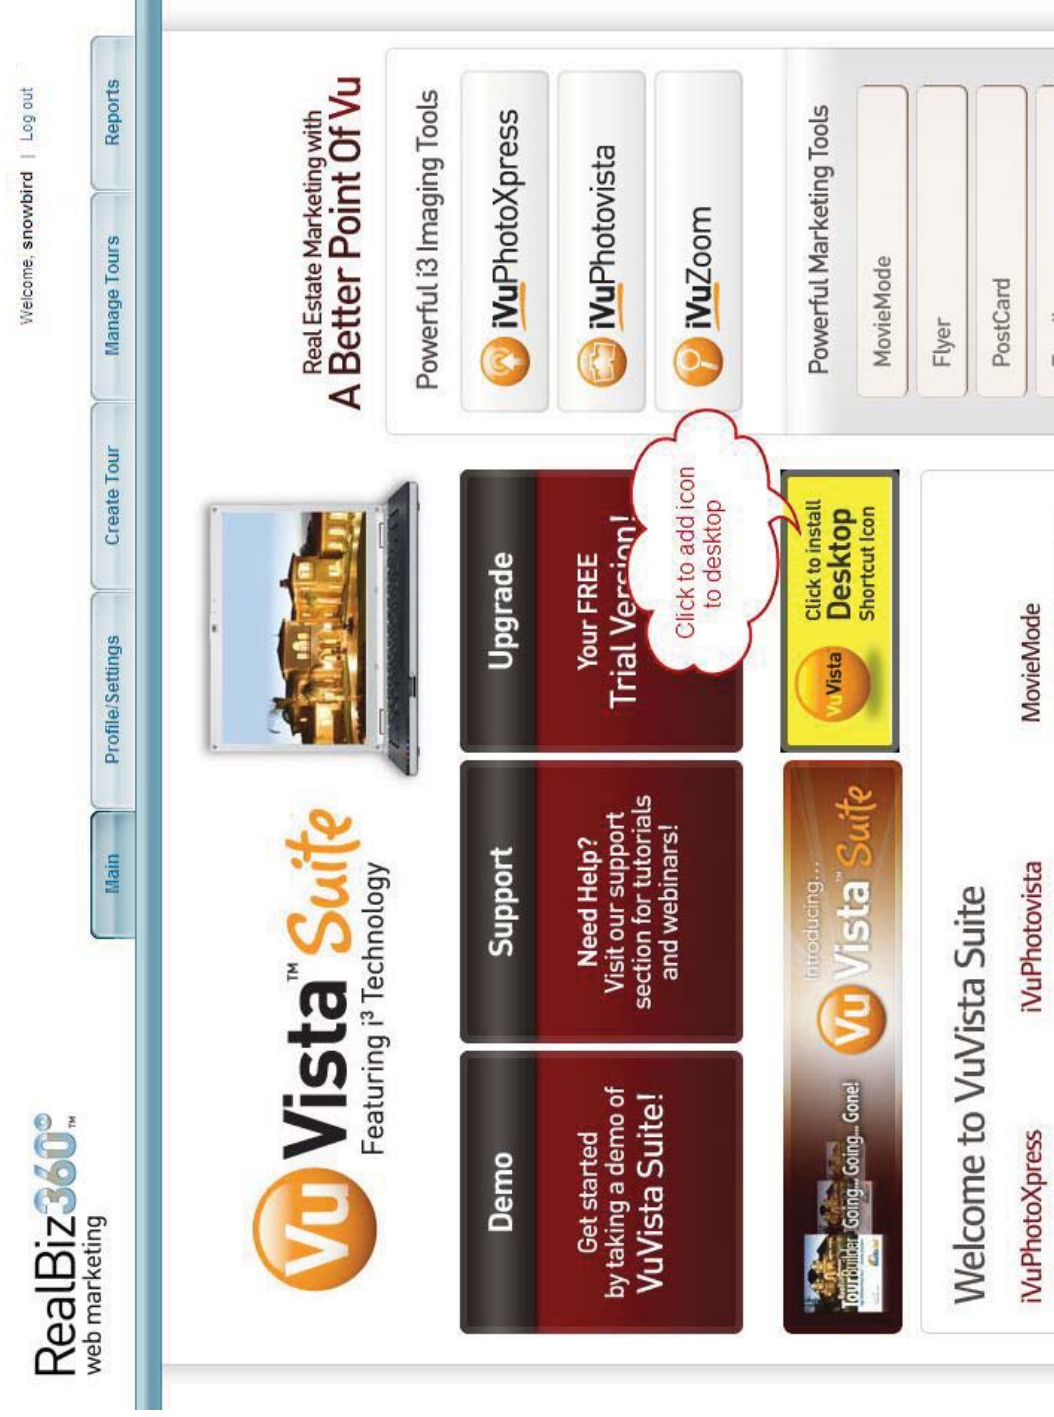 RealBiz360°™
web marketing
Welcome, snowbird | Log out
Main
Profile/Settings
Create Tour
Manage Tours
Reports
Vu Vista™ Suite
Featuring i³ Technology
Real Estate Marketing with
A Better Point Of Vu
Demo
Get started
by taking a demo of
VuVista Suite!
Support
Need Help?
Visit our support
section for tutorials
and webinars!
Upgrade
Your FREE
Trial Version!
Click to add icon
to desktop
Powerful i3 Imaging Tools
iVuPhotoXpress
iVuPhotovista
iVuZoom
TourBuilder Going... Going... Gone!
Introducing...
Vu Vista™ Suite
VuVista
Click to install
Desktop
Shortcut Icon
Powerful Marketing Tools
MovieMode
Flyer
PostCard
Welcome to VuVista Suite
iVuPhotoXpress
iVuPhotovista
MovieMode